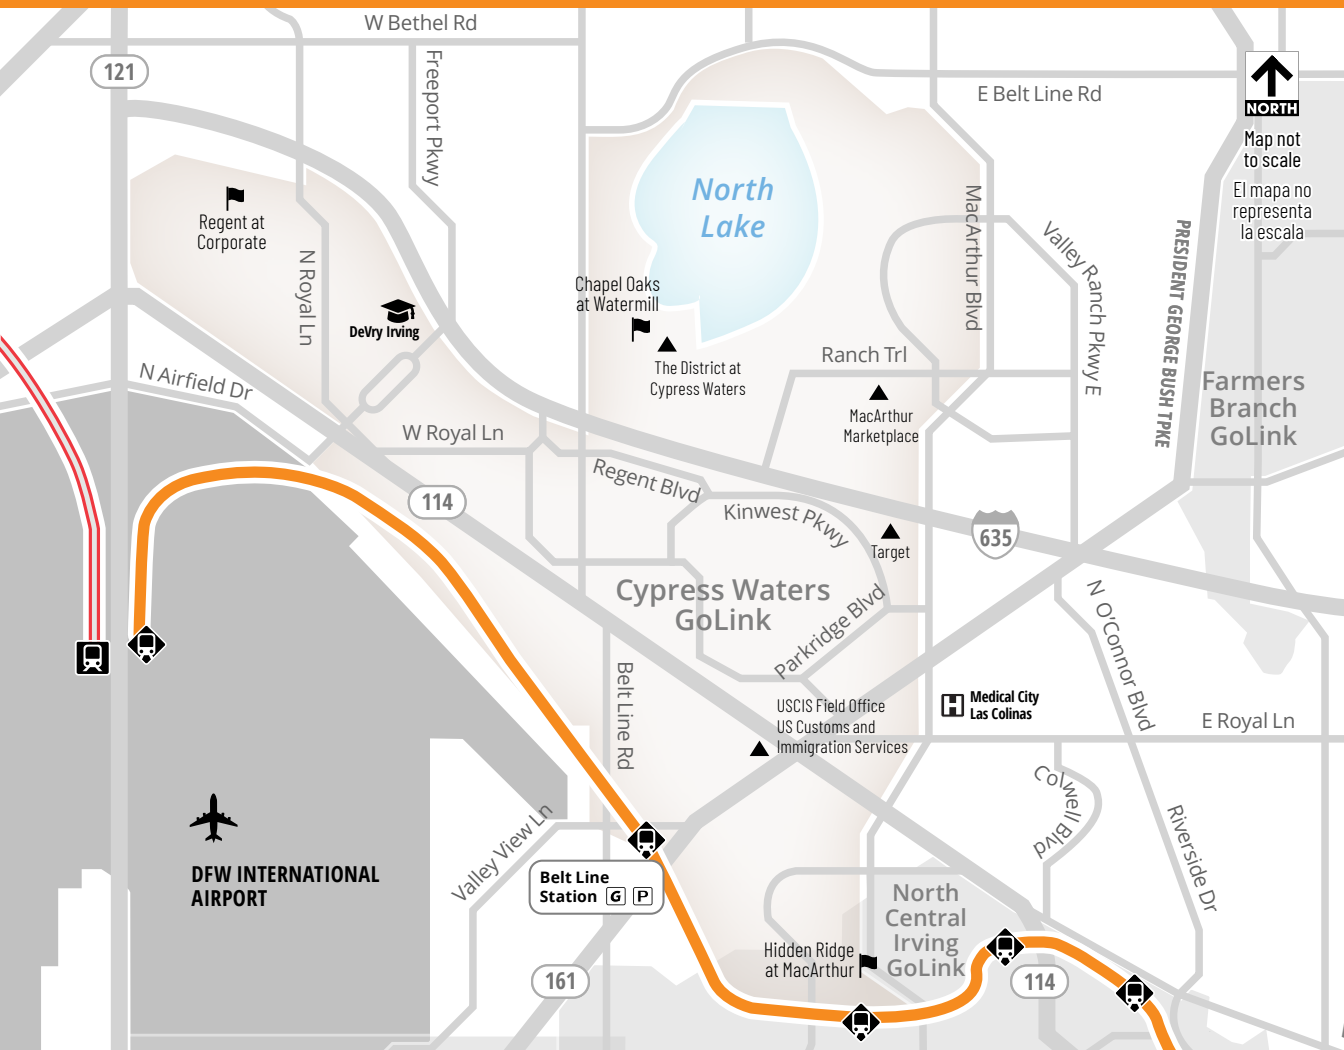 W Bethel Rd
121
Freeport Pkwy
E Belt Line Rd
NORTH
Map not
to scale
El mapa no
representa
la escala
North
Lake
Regent at
Corporate
N Royal Ln
MacArthur Blvd
Valley Ranch Pkwy E
PRESIDENT GEORGE BUSH TPKE
Chapel Oaks
at Watermill
DeVry Irving
The District at
Cypress Waters
Ranch Trl
N Airfield Dr
Farmers
Branch
GoLink
MacArthur
Marketplace
W Royal Ln
Regent Blvd
114
Kinwest Pkwy
635
Target
Cypress Waters
GoLink
Parkridge Blvd
N O'Connor Blvd
Belt Line Rd
Medical City
Las Colinas
USCIS Field Office
US Customs and
Immigration Services
E Royal Ln
Colwell Blvd
Riverside Dr
Valley View Ln
DFW INTERNATIONAL
AIRPORT
Belt Line
Station G P
North
Central
Irving
GoLink
Hidden Ridge
at MacArthur
161
114